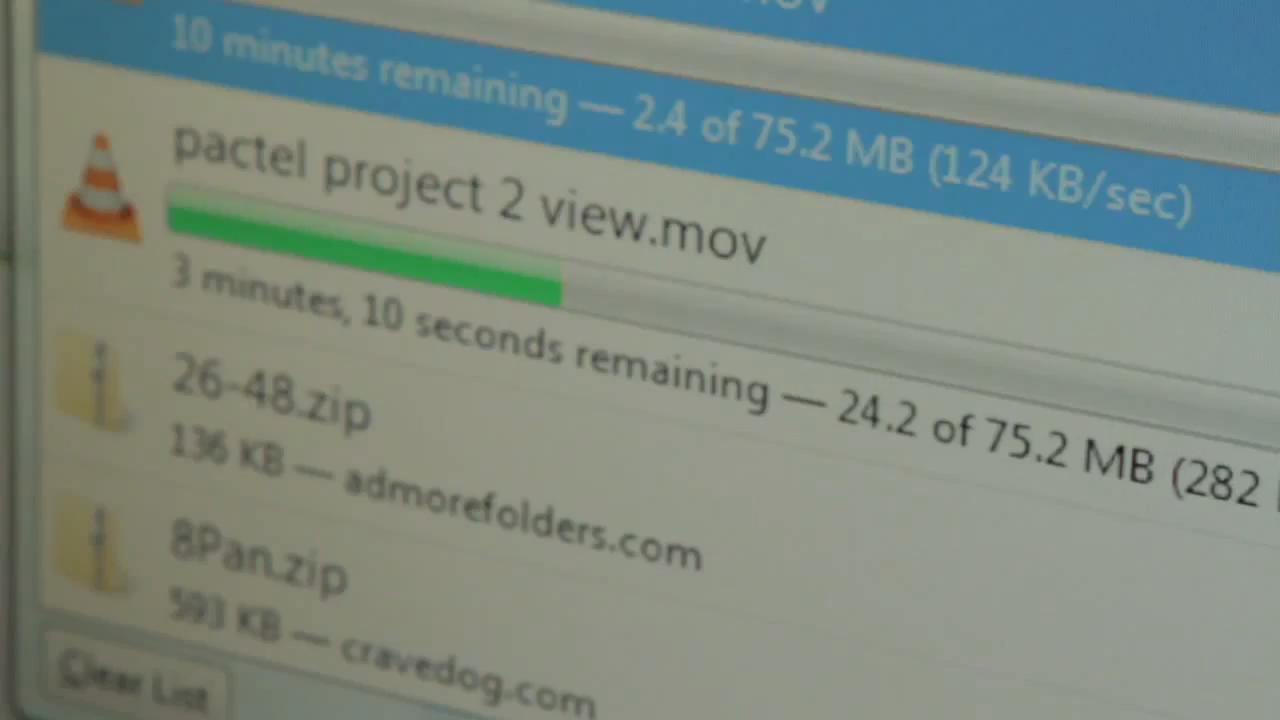 10 minutes remaining — 2.4 of 75.2 MB (124 KB/sec)
pactel project 2 view.mov
3 minutes, 10 seconds remaining — 24.2 of 75.2 MB (282
26-48.zip
136 KB — admorefolders.com
8Pan.zip
593 KB — cravedog.com
Clear List